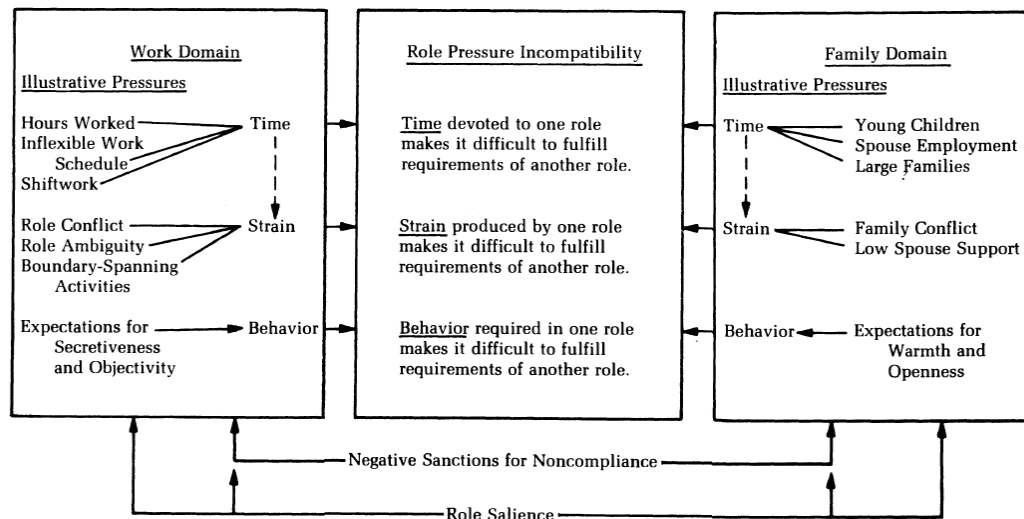 Work Domain
Illustrative Pressures
Hours Worked
Inflexible Work
Schedule
Shiftwork
Time
Role Conflict
Role Ambiguity
Boundary-Spanning
Activities
Strain
Expectations for
Secretiveness
and Objectivity
Behavior
Role Pressure Incompatibility
Time devoted to one role
makes it difficult to fulfill
requirements of another role.
Strain produced by one role
makes it difficult to fulfill
requirements of another role.
Behavior required in one role
makes it difficult to fulfill
requirements of another role.
Family Domain
Illustrative Pressures
Time
Young Children
Spouse Employment
Large Families
Strain
Family Conflict
Low Spouse Support
Behavior
Expectations for
Warmth and
Openness
Negative Sanctions for Noncompliance
Role Salience